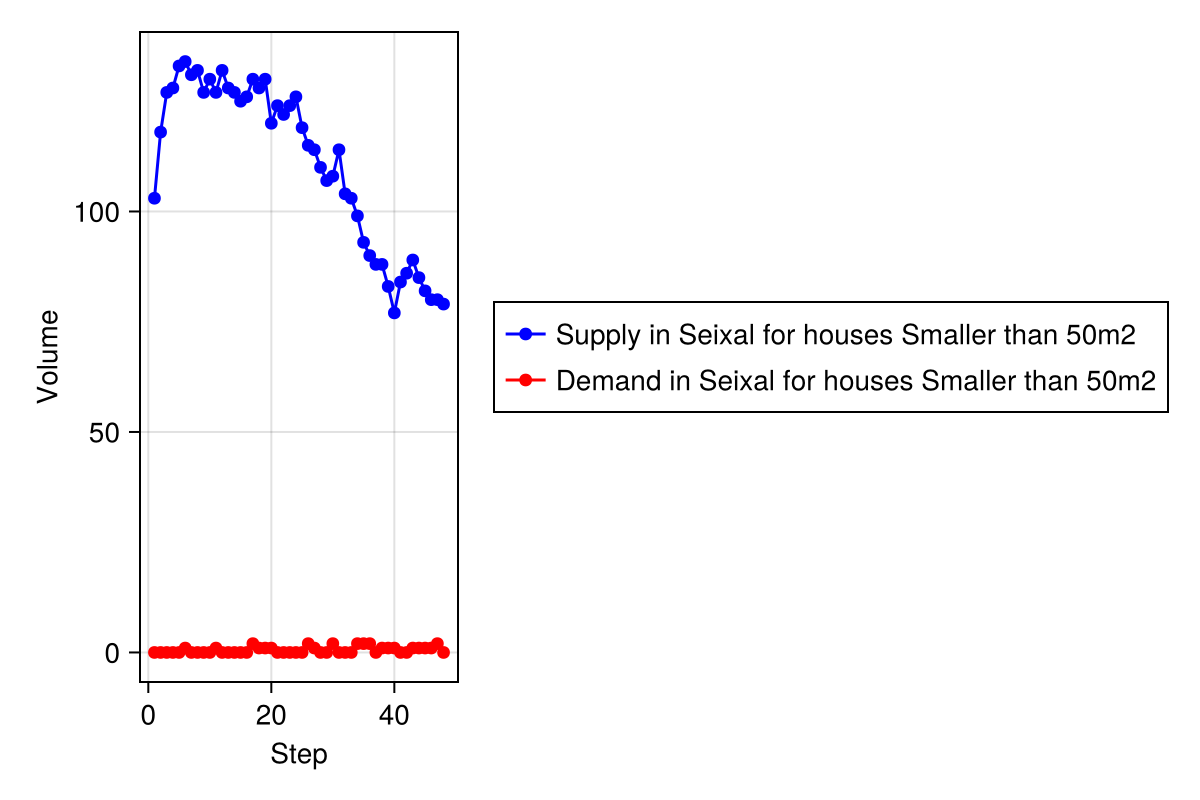 100
50
0
Volume
0 20 40
Step
Supply in Seixal for houses Smaller than 50m2
Demand in Seixal for houses Smaller than 50m2